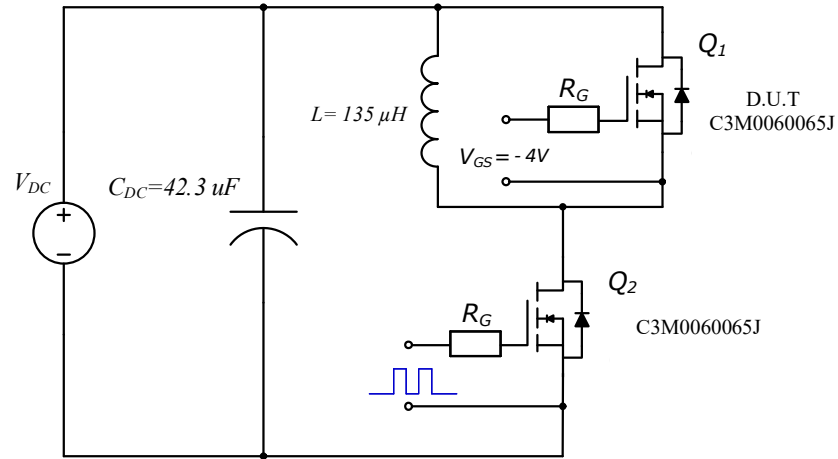 Q1
RG
D.U.T
C3M0060065J
L= 135 µH
VGS = - 4V
VDC
CDC=42.3 uF
+
−
Q2
RG
C3M0060065J